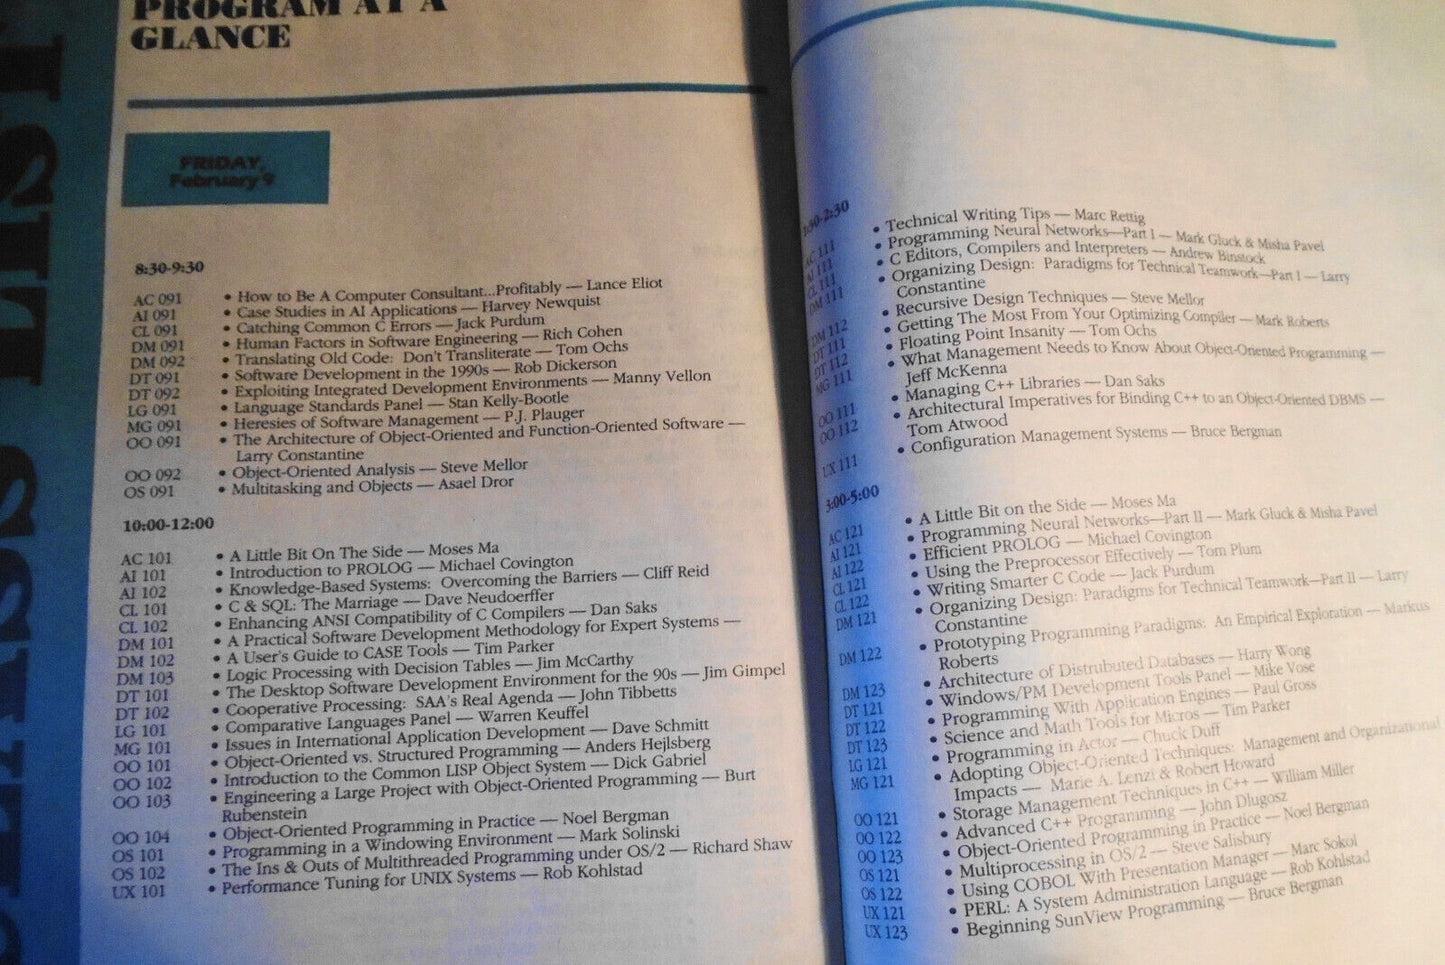 PROGRAM AT A
GLANCE
FRIDAY,
February 9
8:30-9:30
AC 091 • How to Be A Computer Consultant...Profitably — Lance Eliot
AI 091 • Case Studies in AI Applications — Harvey Newquist
CL 091 • Catching Common C Errors — Jack Purdum
DM 091 • Human Factors in Software Engineering — Rich Cohen
DM 092 • Translating Old Code: Don't Transliterate — Tom Ochs
DT 091 • Software Development in the 1990s — Rob Dickerson
DT 092 • Exploiting Integrated Development Environments — Manny Vellon
LG 091 • Language Standards Panel — Stan Kelly-Bootle
MG 091 • Heresies of Software Management — P.J. Plauger
OO 091 • The Architecture of Object-Oriented and Function-Oriented Software —
Larry Constantine
OO 092 • Object-Oriented Analysis — Steve Mellor
OS 091 • Multitasking and Objects — Asael Dror
10:00-12:00
AC 101 • A Little Bit On The Side — Moses Ma
AI 101 • Introduction to PROLOG — Michael Covington
AI 102 • Knowledge-Based Systems: Overcoming the Barriers — Cliff Reid
CL 101 • C & SQL: The Marriage — Dave Neudoerffer
CL 102 • Enhancing ANSI Compatibility of C Compilers — Dan Saks
DM 101 • A Practical Software Development Methodology for Expert Systems —
DM 102 • A User's Guide to CASE Tools — Tim Parker
DM 103 • Logic Processing with Decision Tables — Jim McCarthy
DT 101 • The Desktop Software Development Environment for the 90s — Jim Gimpel
DT 102 • Cooperative Processing: SAA's Real Agenda — John Tibbetts
LG 101 • Comparative Languages Panel — Warren Keuffel
MG 101 • Issues in International Application Development — Dave Schmitt
OO 101 • Object-Oriented vs. Structured Programming — Anders Hejlsberg
OO 102 • Introduction to the Common LISP Object System — Dick Gabriel
OO 103 • Engineering a Large Project with Object-Oriented Programming — Burt
Rubenstein
OO 104 • Object-Oriented Programming in Practice — Noel Bergman
OS 101 • Programming in a Windowing Environment — Mark Solinski
OS 102 • The Ins & Outs of Multithreaded Programming under OS/2 — Richard Shaw
UX 101 • Performance Tuning for UNIX Systems — Rob Kohlstad
1:30-2:30
AC 111 • Technical Writing Tips — Marc Rettig
AI 111 • Programming Neural Networks—Part I — Mark Gluck & Misha Pavel
CL 111 • C Editors, Compilers and Interpreters — Andrew Binstock
DM 111 • Organizing Design: Paradigms for Technical Teamwork—Part I — Larry
Constantine
DM 112 • Recursive Design Techniques — Steve Mellor
DT 111 • Getting The Most From Your Optimizing Compiler — Mark Roberts
DT 112 • Floating Point Insanity — Tom Ochs
MG 111 • What Management Needs to Know About Object-Oriented Programming —
Jeff McKenna
OO 111 • Managing C++ Libraries — Dan Saks
OO 112 • Architectural Imperatives for Binding C++ to an Object-Oriented DBMS —
Tom Atwood
UX 111 • Configuration Management Systems — Bruce Bergman
3:00-5:00
AC 121 • A Little Bit on the Side — Moses Ma
AI 121 • Programming Neural Networks—Part II — Mark Gluck & Misha Pavel
AI 122 • Efficient PROLOG — Michael Covington
CL 121 • Using the Preprocessor Effectively — Tom Plum
CL 122 • Writing Smarter C Code — Jack Purdum
DM 121 • Organizing Design: Paradigms for Technical Teamwork—Part II — Larry
Constantine
DM 122 • Prototyping Programming Paradigms: An Empirical Exploration — Markus
Roberts
DM 123 • Architecture of Distrubuted Databases — Harry Wong
DT 121 • Windows/PM Development Tools Panel — Mike Vose
DT 122 • Programming With Application Engines — Paul Gross
DT 123 • Science and Math Tools for Micros — Tim Parker
LG 121 • Programming in Actor — Chuck Duff
MG 121 • Adopting Object-Oriented Techniques: Management and Organizational
Impacts — Marie A. Lenzi & Robert Howard
OO 121 • Storage Management Techniques in C++ — William Miller
OO 122 • Advanced C++ Programming — John Dlugosz
OO 123 • Object-Oriented Programming in Practice — Noel Bergman
OS 121 • Multiprocessing in OS/2 — Steve Salisbury
OS 122 • Using COBOL With Presentation Manager — Marc Sokol
UX 121 • PERL: A System Administration Language — Rob Kohlstad
UX 123 • Beginning SunView Programming — Bruce Bergman